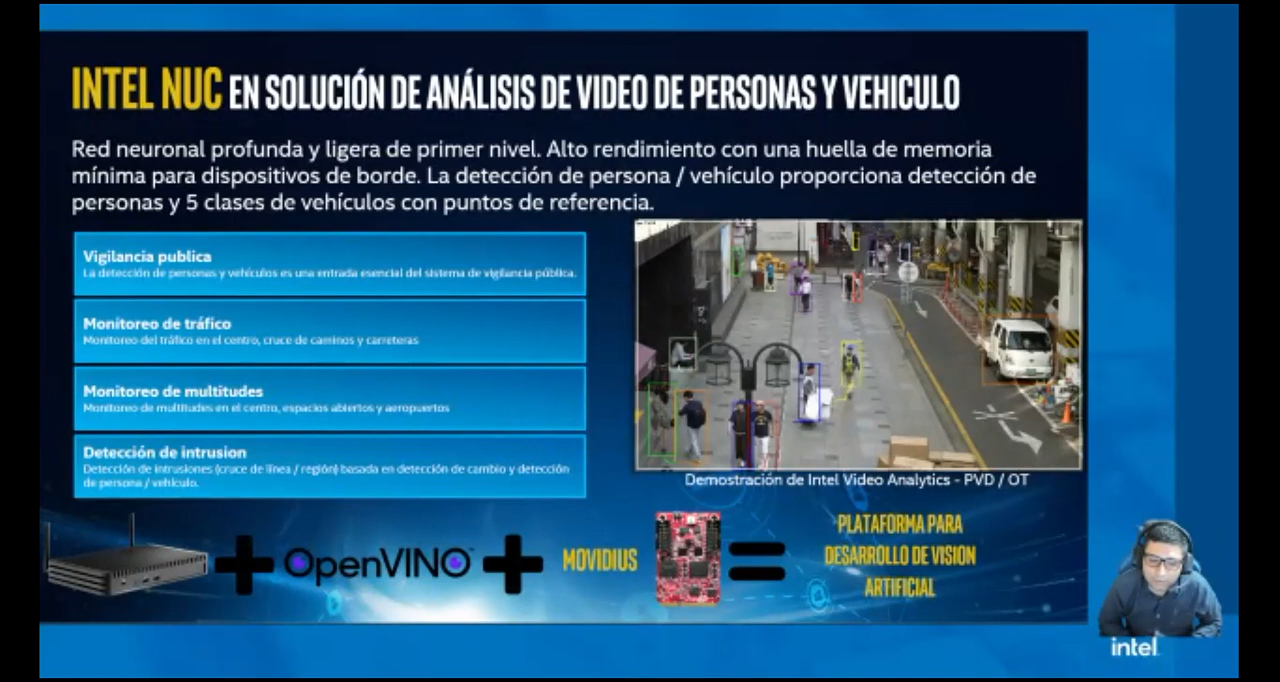 INTEL NUC EN SOLUCIÓN DE ANÁLISIS DE VIDEO DE PERSONAS Y VEHICULO
Red neuronal profunda y ligera de primer nivel. Alto rendimiento con una huella de memoria
mínima para dispositivos de borde. La detección de persona / vehículo proporciona detección de
personas y 5 clases de vehículos con puntos de referencia.
Vigilancia publica
La detección de personas y vehículos es una entrada esencial del sistema de vigilancia pública.
Monitoreo de tráfico
Monitoreo del tráfico en el centro, cruce de caminos y carreteras
Monitoreo de multitudes
Monitoreo de multitudes en el centro, espacios abiertos y aeropuertos
Detección de intrusion
Detección de intrusiones (cruce de línea / región) basada en detección de cambio y detección
de persona / vehículo.
Demostración de Intel Video Analytics - PVD / OT
OpenVINO
MOVIDIUS
PLATAFORMA PARA
DESARROLLO DE VISION
ARTIFICIAL
intel